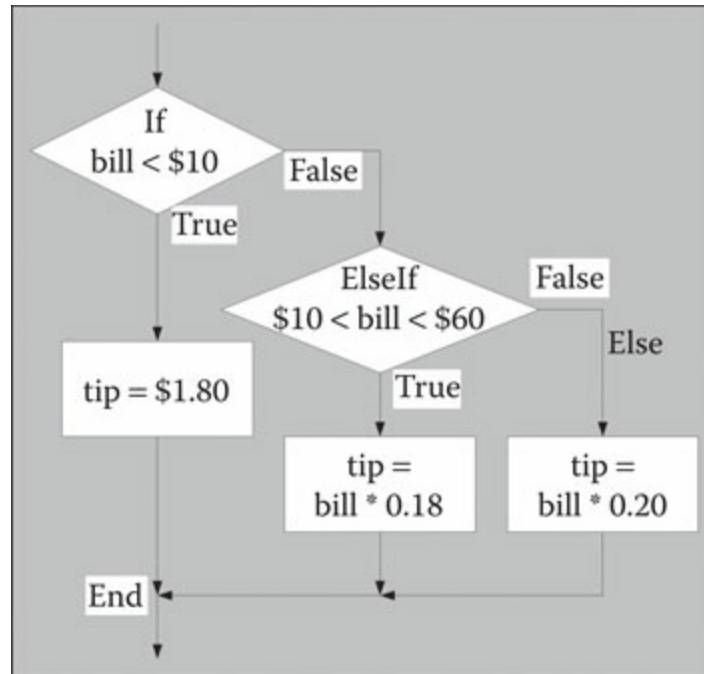 If
bill < $10
False
True
ElseIf
$10 < bill < $60
False
Else
True
tip = $1.80
tip =
bill * 0.18
tip =
bill * 0.20
End